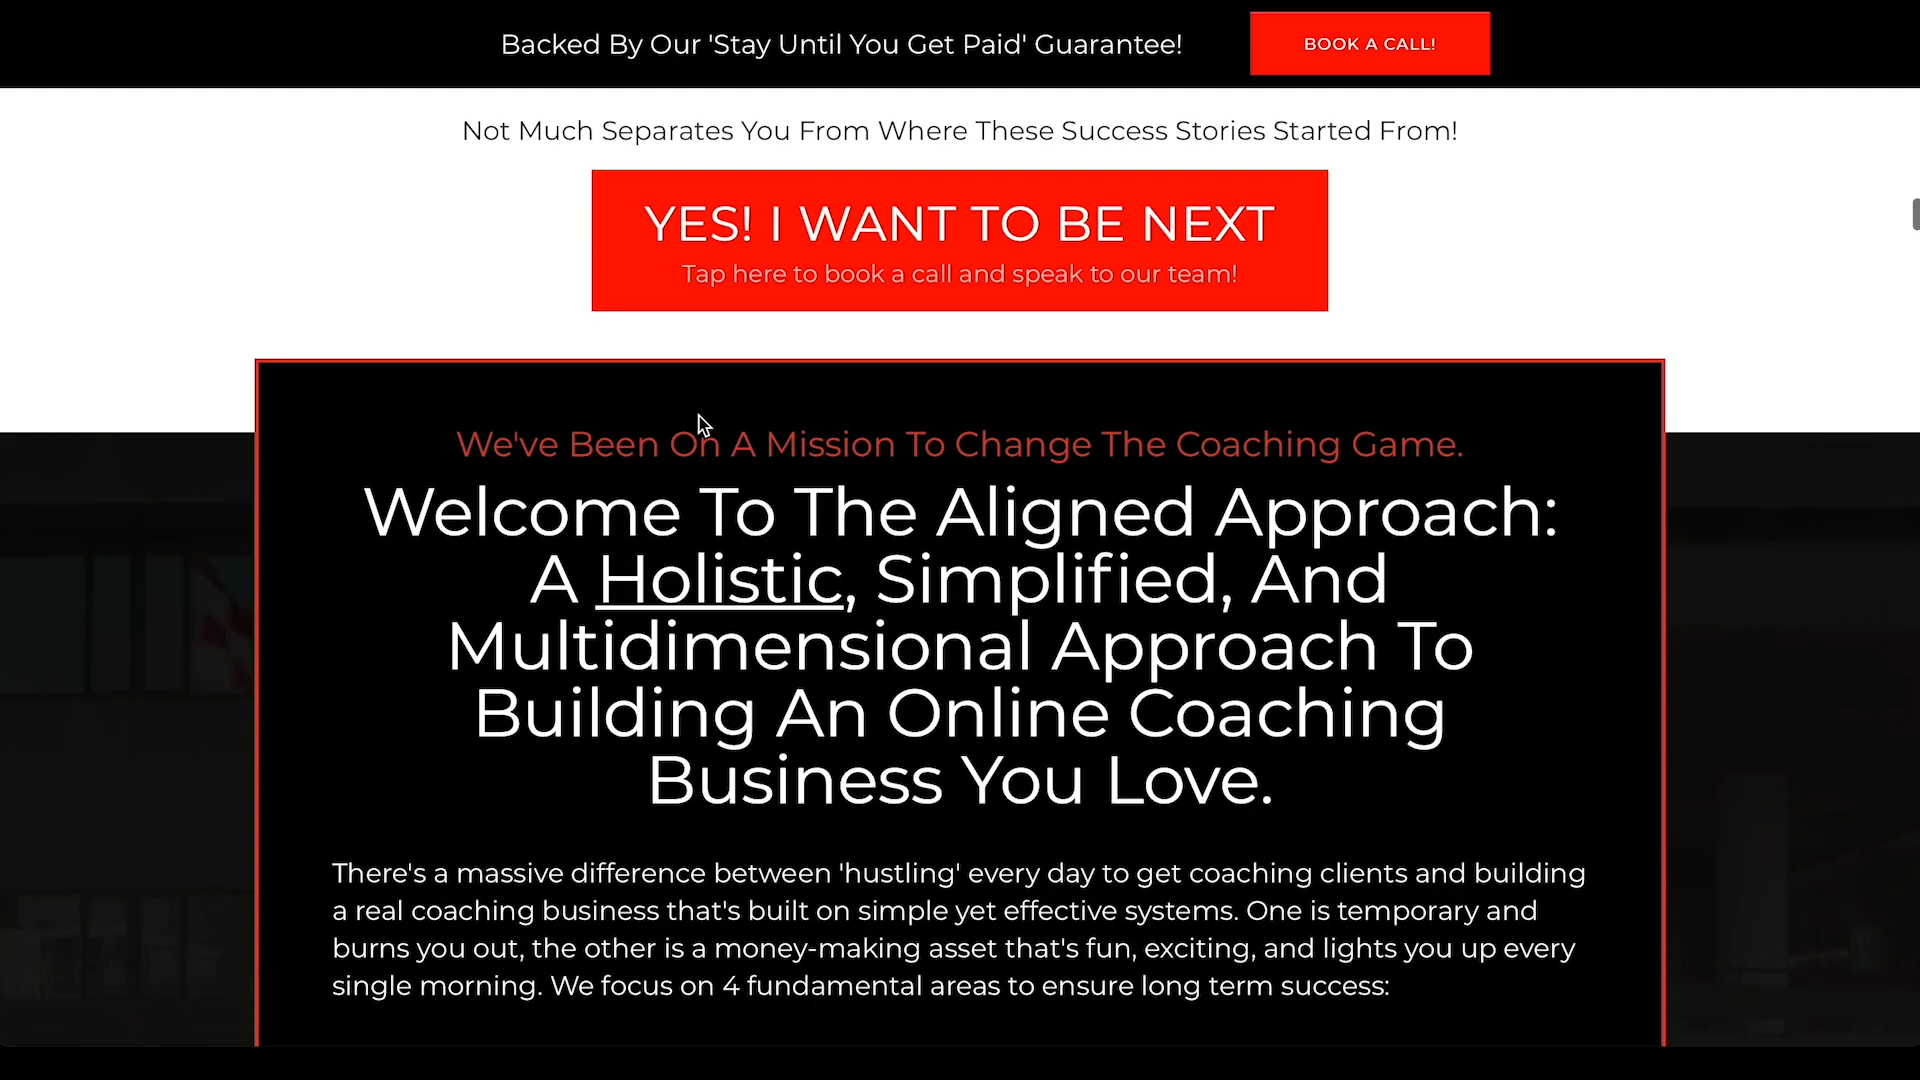 Backed By Our 'Stay Until You Get Paid' Guarantee!
BOOK A CALL!
Not Much Separates You From Where These Success Stories Started From!
YES! I WANT TO BE NEXT
Tap here to book a call and speak to our team!
We've Been On A Mission To Change The Coaching Game.
Welcome To The Aligned Approach:
A Holistic, Simplified, And
Multidimensional Approach To
Building An Online Coaching
Business You Love.
There's a massive difference between 'hustling' every day to get coaching clients and building
a real coaching business that's built on simple yet effective systems. One is temporary and
burns you out, the other is a money-making asset that's fun, exciting, and lights you up every
single morning. We focus on 4 fundamental areas to ensure long term success: